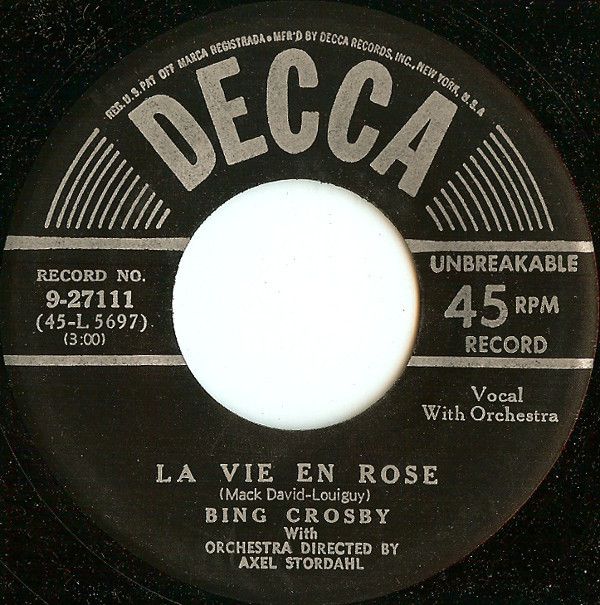 REG. U.S. PAT OFF MARCA REGISTRADA • MFR'D BY DECCA RECORDS, INC., NEW YORK, U.S.A
DECCA
RECORD NO.
9-27111
(45-L 5697)
(3:00)
UNBREAKABLE
45 RPM
RECORD
Vocal
With Orchestra
LA VIE EN ROSE
(Mack David-Louiguy)
BING CROSBY
With
ORCHESTRA DIRECTED BY
AXEL STORDAHL